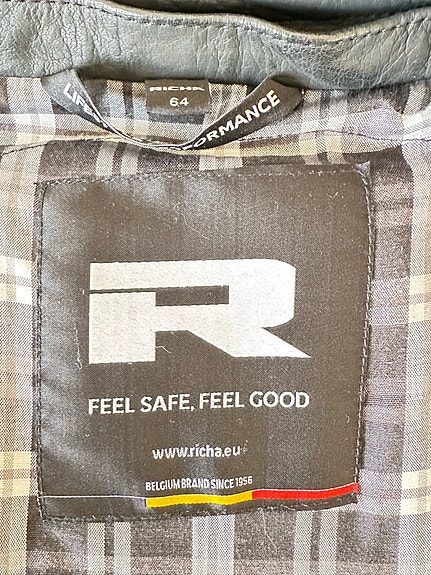 RICHA
64
PERFORMANCE
R
FEEL SAFE, FEEL GOOD
www.richa.eu
BELGIUM BRAND SINCE 1956